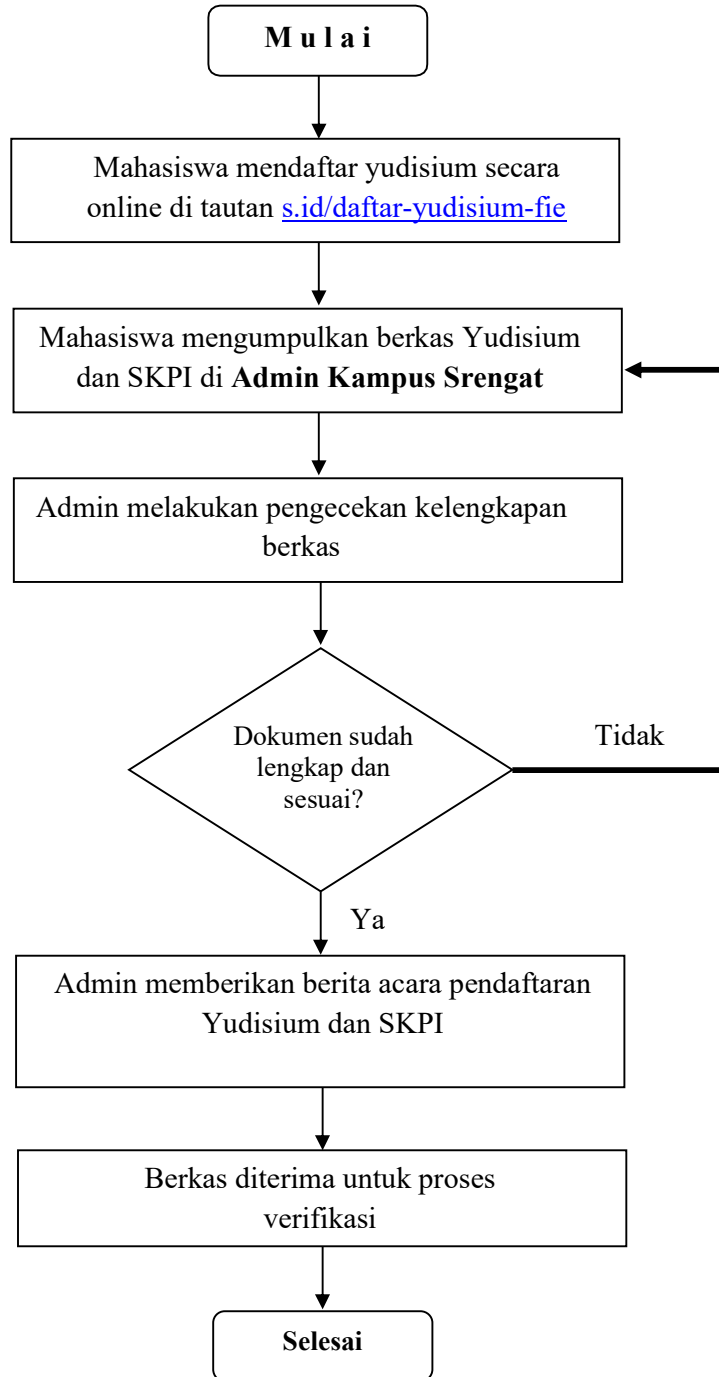 M u l a i
Mahasiswa mendaftar yudisium secara
online di tautan s.id/daftar-yudisium-fie
Mahasiswa mengumpulkan berkas Yudisium
dan SKPI di Admin Kampus Srengat
Admin melakukan pengecekan kelengkapan
berkas
Dokumen sudah
lengkap dan
sesuai?
Tidak
Ya
Admin memberikan berita acara pendaftaran
Yudisium dan SKPI
Berkas diterima untuk proses
verifikasi
Selesai